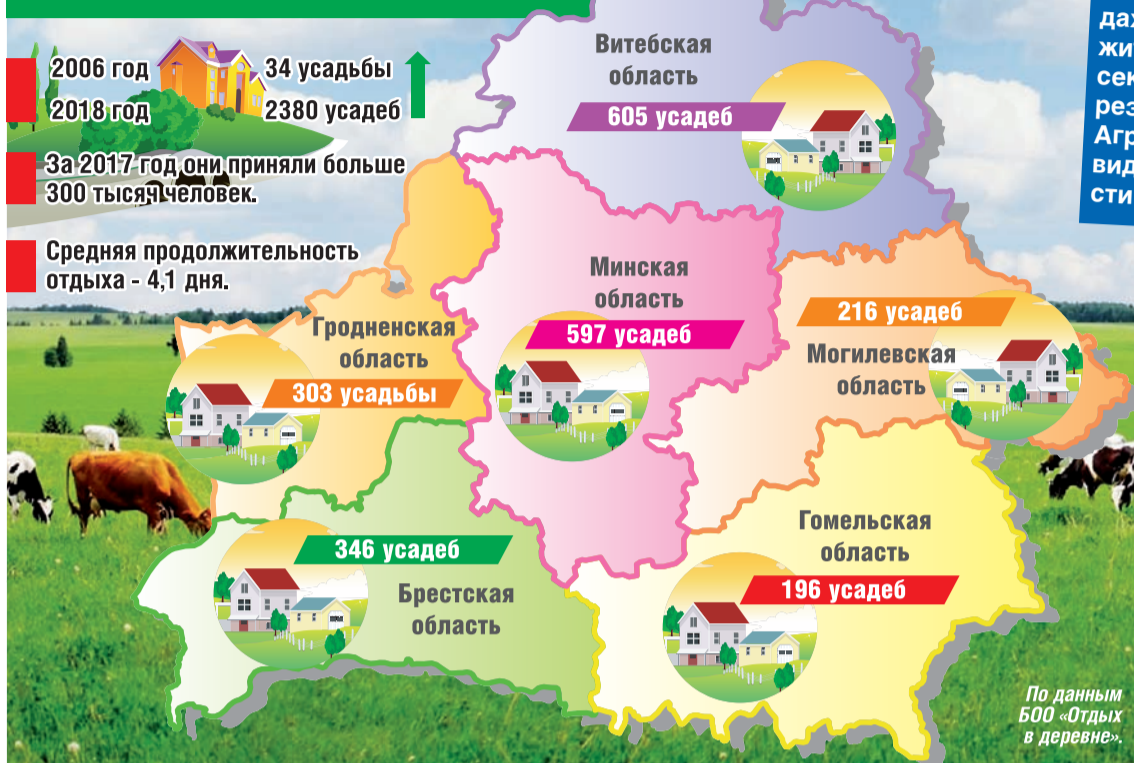 2006 год 34 усадьбы
2018 год 2380 усадеб
За 2017 год они приняли больше
300 тысяч человек.
Средняя продолжительность
отдыха - 4,1 дня.
Витебская
область
605 усадеб
Минская
область
597 усадеб
216 усадеб
Могилевская
область
Гродненская
область
303 усадьбы
346 усадеб
Брестская
область
Гомельская
область
196 усадеб
По данным
БОО «Отдых
в деревне».